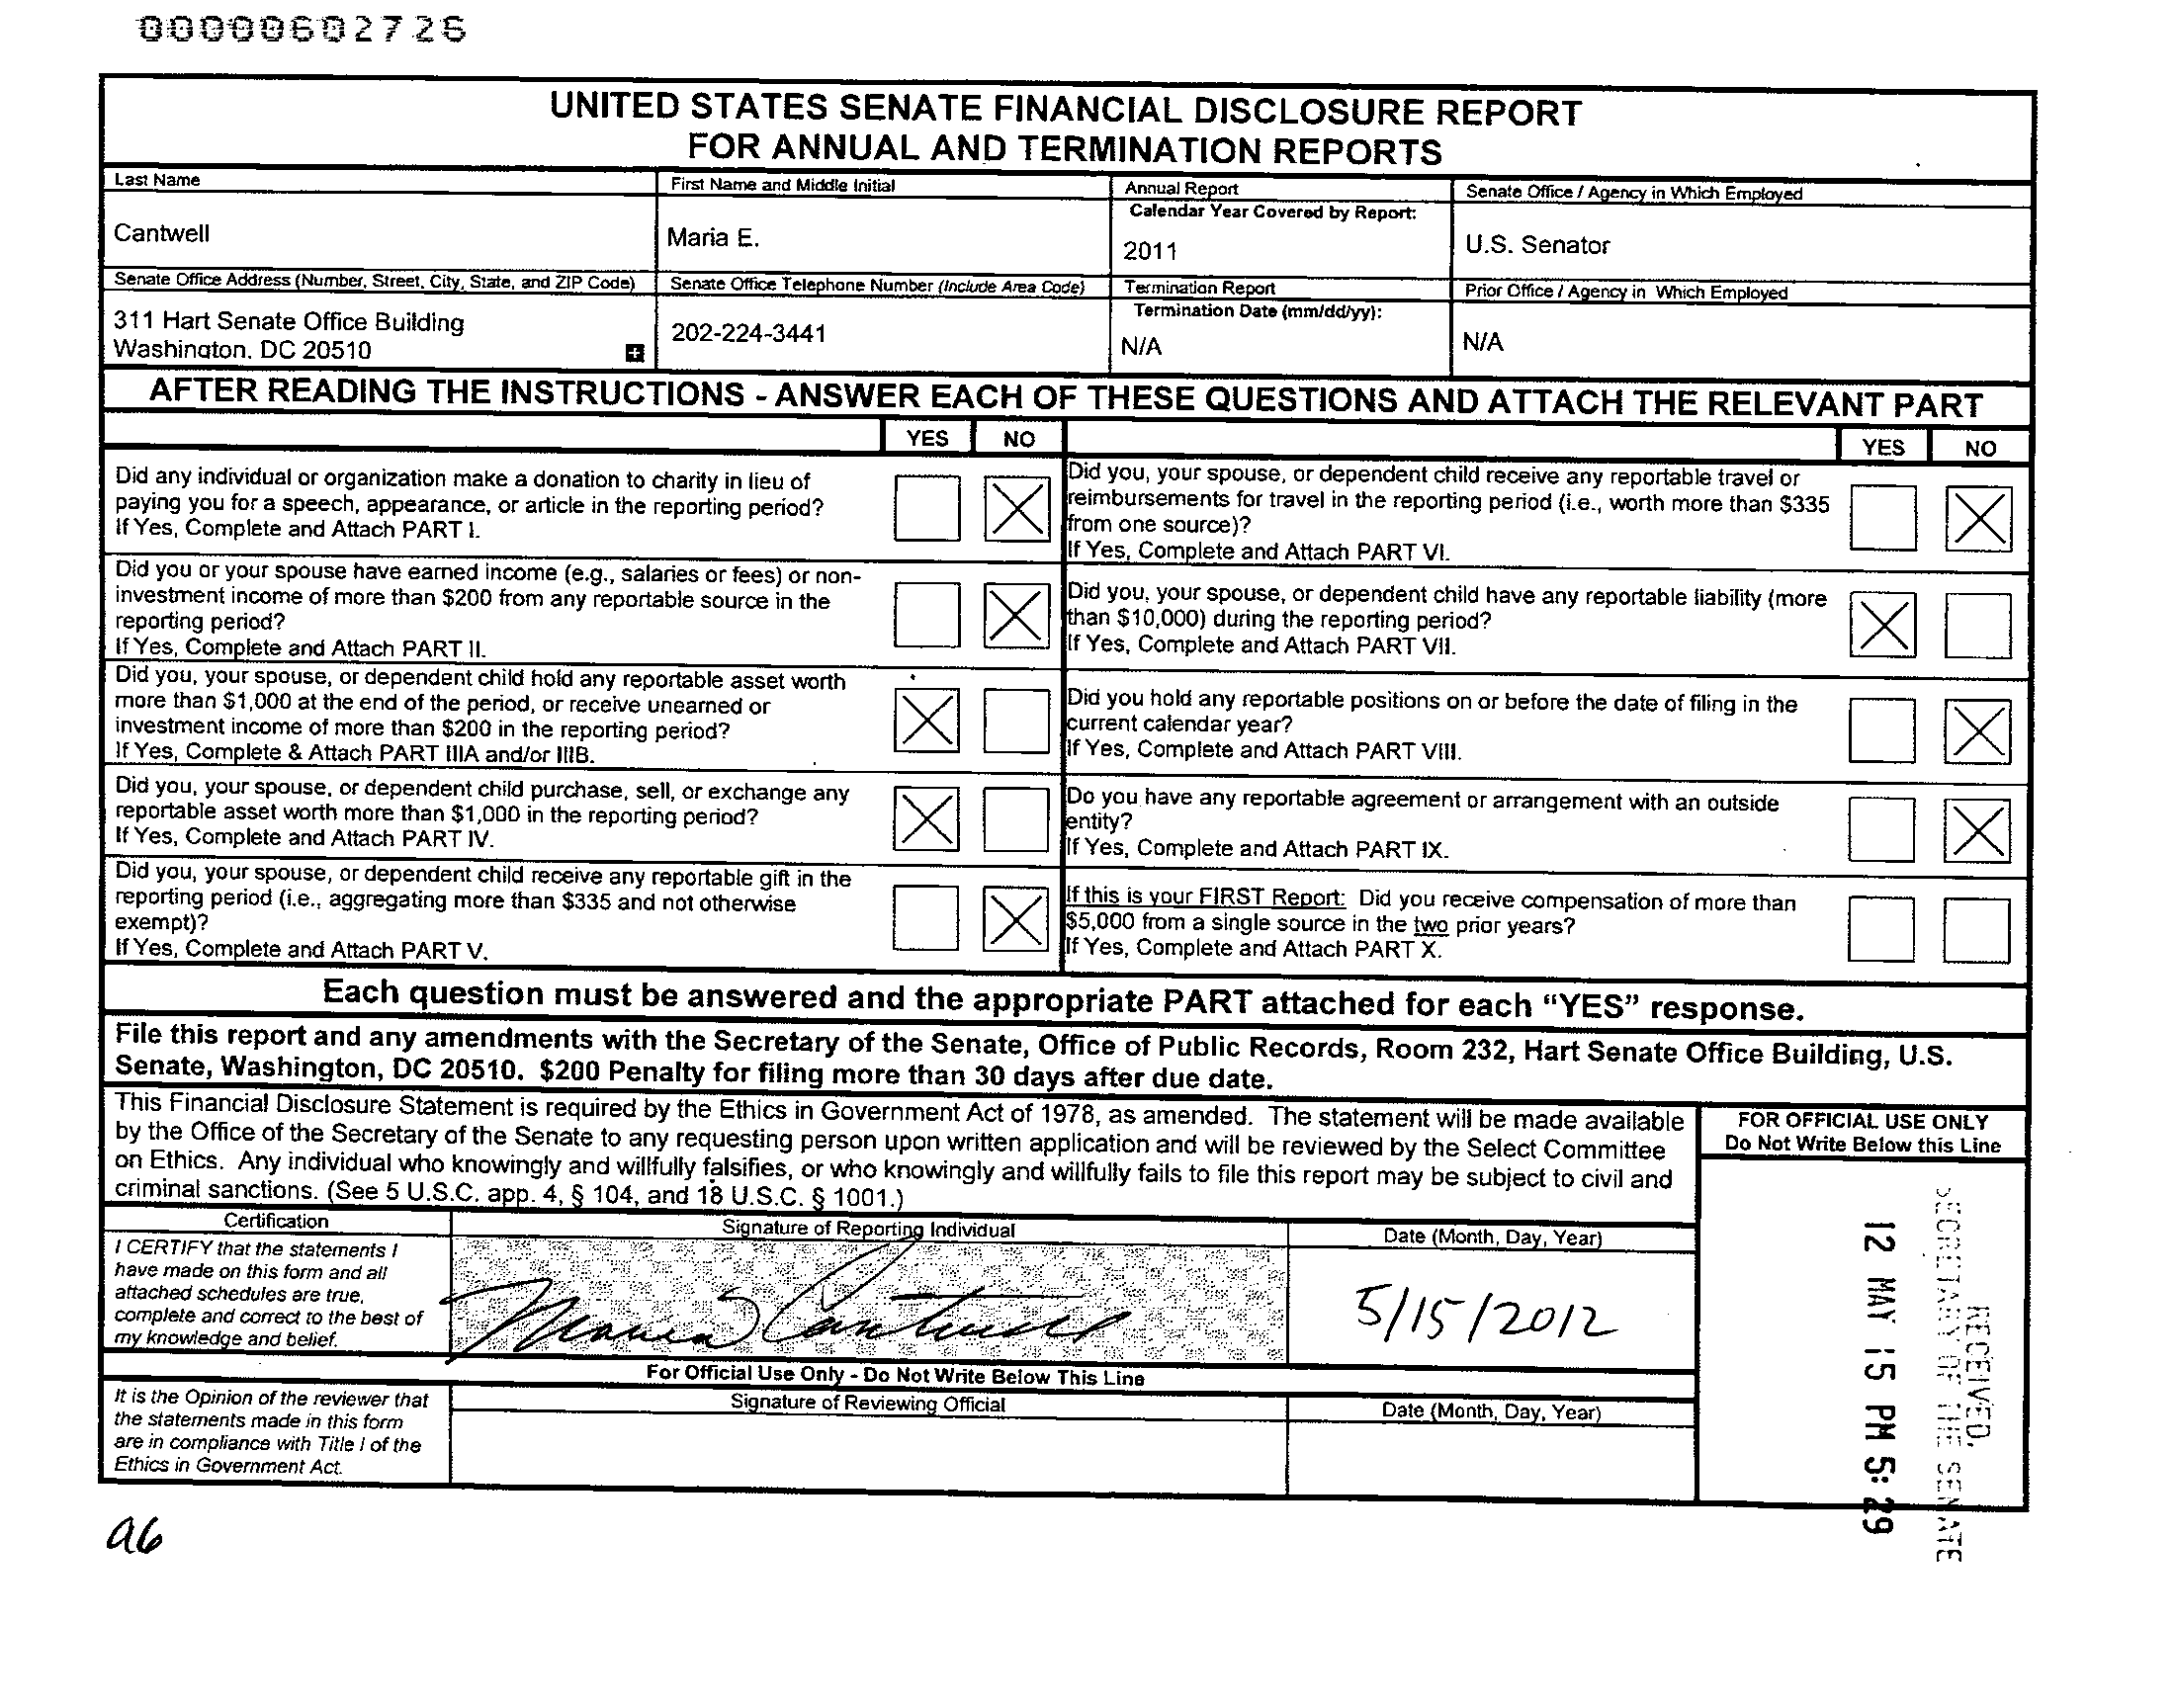 00000602726
UNITED STATES SENATE FINANCIAL DISCLOSURE REPORT
FOR ANNUAL AND TERMINATION REPORTS
Last Name
First Name and Middle Initial
Annual Report
Senate Office / Agency in Which Employed
Calendar Year Covered by Report:
Cantwell
Maria E.
2011
U.S. Senator
Senate Office Address (Number, Street, City, State, and ZIP Code)
Senate Office Telephone Number (Include Area Code)
Termination Report
Prior Office / Agency in Which Employed
Termination Date (mm/dd/yy):
311 Hart Senate Office Building
Washington, DC 20510
202-224-3441
N/A
N/A
AFTER READING THE INSTRUCTIONS - ANSWER EACH OF THESE QUESTIONS AND ATTACH THE RELEVANT PART
YES NO
YES NO
Did any individual or organization make a donation to charity in lieu of
paying you for a speech, appearance, or article in the reporting period?
If Yes, Complete and Attach PART I.
Did you, your spouse, or dependent child receive any reportable travel or
reimbursements for travel in the reporting period (i.e., worth more than $335
from one source)?
If Yes, Complete and Attach PART VI.
Did you or your spouse have earned income (e.g., salaries or fees) or non-
investment income of more than $200 from any reportable source in the
reporting period?
If Yes, Complete and Attach PART II.
Did you, your spouse, or dependent child have any reportable liability (more
than $10,000) during the reporting period?
If Yes, Complete and Attach PART VII.
Did you, your spouse, or dependent child hold any reportable asset worth
more than $1,000 at the end of the period, or receive unearned or
investment income of more than $200 in the reporting period?
If Yes, Complete & Attach PART IIIA and/or IIIB.
Did you hold any reportable positions on or before the date of filing in the
current calendar year?
If Yes, Complete and Attach PART VIII.
Did you, your spouse, or dependent child purchase, sell, or exchange any
reportable asset worth more than $1,000 in the reporting period?
If Yes, Complete and Attach PART IV.
Do you have any reportable agreement or arrangement with an outside
entity?
If Yes, Complete and Attach PART IX.
Did you, your spouse, or dependent child receive any reportable gift in the
reporting period (i.e., aggregating more than $335 and not otherwise
exempt)?
If Yes, Complete and Attach PART V.
If this is your FIRST Report: Did you receive compensation of more than
$5,000 from a single source in the two prior years?
If Yes, Complete and Attach PART X.
Each question must be answered and the appropriate PART attached for each “YES” response.
File this report and any amendments with the Secretary of the Senate, Office of Public Records, Room 232, Hart Senate Office Building, U.S.
Senate, Washington, DC 20510. $200 Penalty for filing more than 30 days after due date.
This Financial Disclosure Statement is required by the Ethics in Government Act of 1978, as amended. The statement will be made available
by the Office of the Secretary of the Senate to any requesting person upon written application and will be reviewed by the Select Committee
on Ethics. Any individual who knowingly and willfully falsifies, or who knowingly and willfully fails to file this report may be subject to civil and
criminal sanctions. (See 5 U.S.C. app. 4, § 104, and 18 U.S.C. § 1001.)
FOR OFFICIAL USE ONLY
Do Not Write Below this Line
Certification
Signature of Reporting Individual
Date (Month, Day, Year)
I CERTIFY that the statements I
have made on this form and all
attached schedules are true,
complete and correct to the best of
my knowledge and belief.
Maria Cantwell
5/15/2012
For Official Use Only - Do Not Write Below This Line
It is the Opinion of the reviewer that
the statements made in this form
are in compliance with Title I of the
Ethics in Government Act.
Signature of Reviewing Official
Date (Month, Day, Year)
RECEIVED
SECRETARY OF THE SENATE
12 MAY 15 PM 5:29
a6